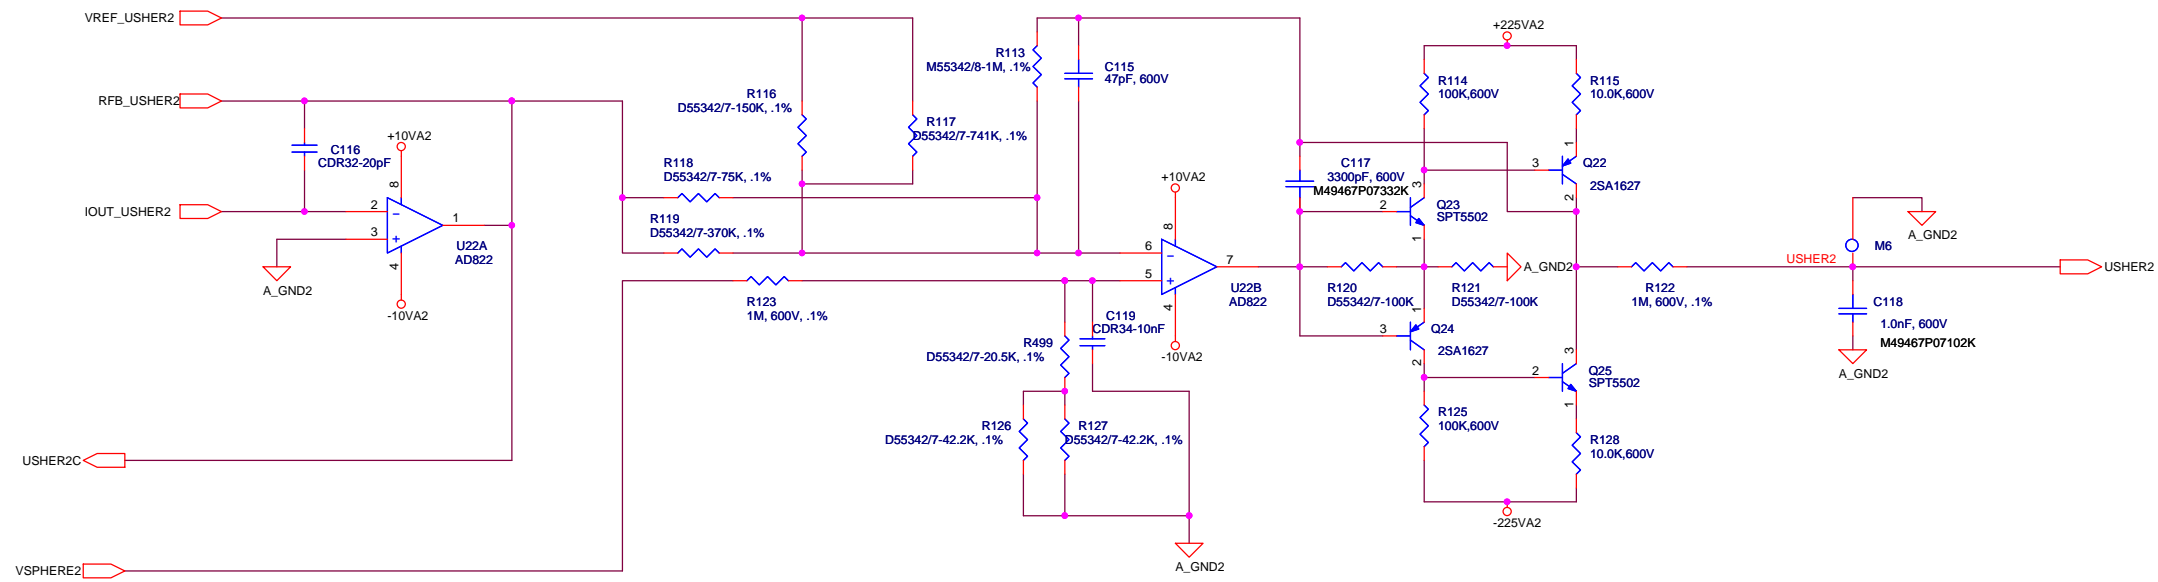 VREF_USHER2
+225VA2
R113
M55342/8-1M, .1%
C115
47pF, 600V
R114
100K,600V
R115
10.0K,600V
RFB_USHER2
R116
D55342/7-150K, .1%
R117
D55342/7-741K, .1%
+10VA2
C116
CDR32-20pF
8
R118
D55342/7-75K, .1%
C117
3300pF, 600V
M49467P07332K
1
3
Q22
2SA1627
2
+10VA2
8
3
2
Q23
SPT5502
1
IOUT_USHER2
2
3
1
U22A
AD822
4
A_GND2
-10VA2
R119
D55342/7-370K, .1%
6
5
7
U22B
AD822
4
-10VA2
R120
D55342/7-100K
R121
D55342/7-100K
A_GND2
A_GND2
M6
USHER2
USHER2
R122
1M, 600V, .1%
C118
1.0nF, 600V
M49467P07102K
A_GND2
R123
1M, 600V, .1%
C119
CDR34-10nF
R499
D55342/7-20.5K, .1%
1
3
Q24
2SA1627
2
3
2
Q25
SPT5502
1
R126
D55342/7-42.2K, .1%
R127
D55342/7-42.2K, .1%
R125
100K,600V
R128
10.0K,600V
USHER2C
-225VA2
A_GND2
VSPHERE2